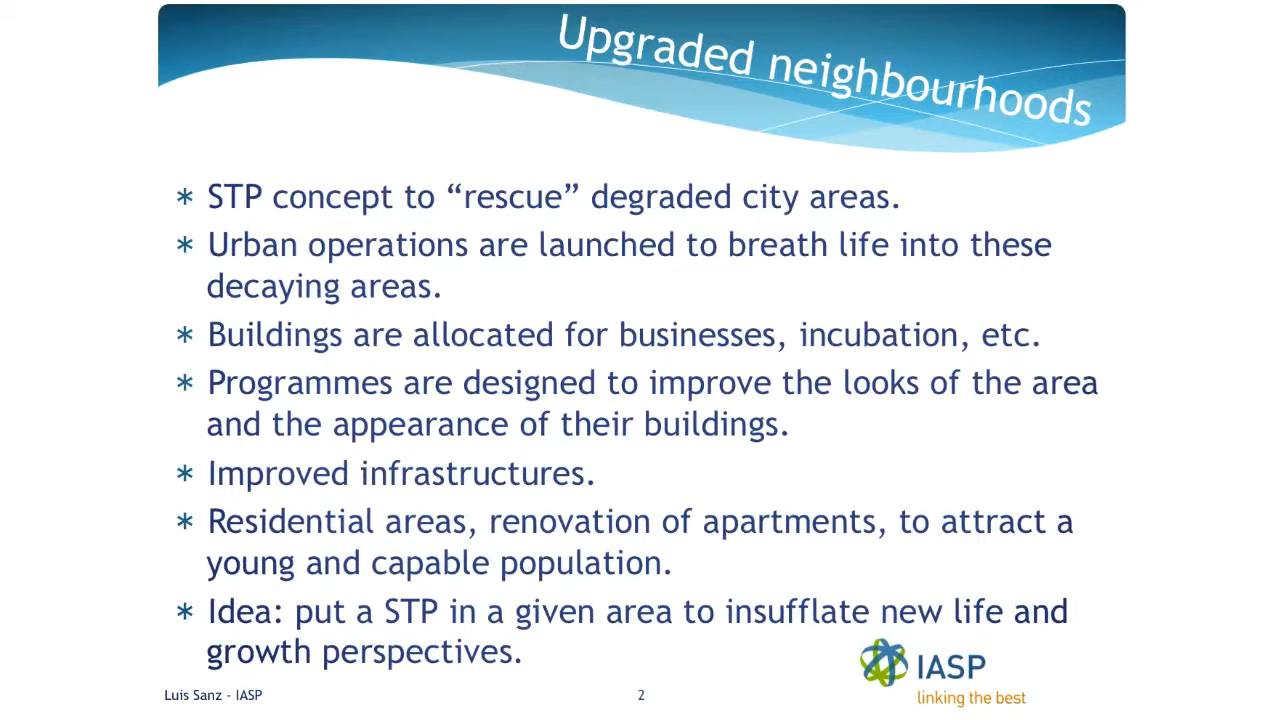 Upgraded neighbourhoods
* STP concept to “rescue” degraded city areas.
* Urban operations are launched to breath life into these
decaying areas.
* Buildings are allocated for businesses, incubation, etc.
* Programmes are designed to improve the looks of the area
and the appearance of their buildings.
* Improved infrastructures.
* Residential areas, renovation of apartments, to attract a
young and capable population.
* Idea: put a STP in a given area to insufflate new life and
growth perspectives.
IASP
linking the best
Luis Sanz - IASP
2